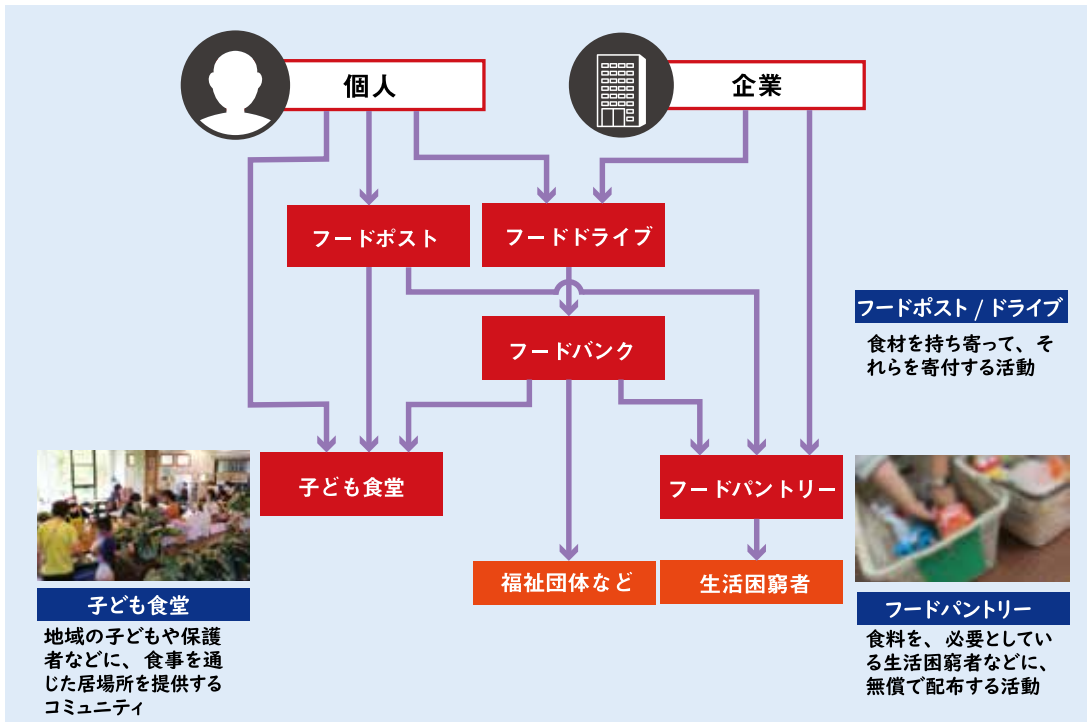 個人
企業
フードポスト
フードドライブ
フードバンク
フードポスト / ドライブ
食材を持ち寄って、そ
れらを寄付する活動
子ども食堂
フードパントリー
福祉団体など
生活困窮者
子ども食堂
地域の子どもや保護
者などに、食事を通
じた居場所を提供する
コミュニティ
フードパントリー
食料を、必要としてい
る生活困窮者などに、
無償で配布する活動